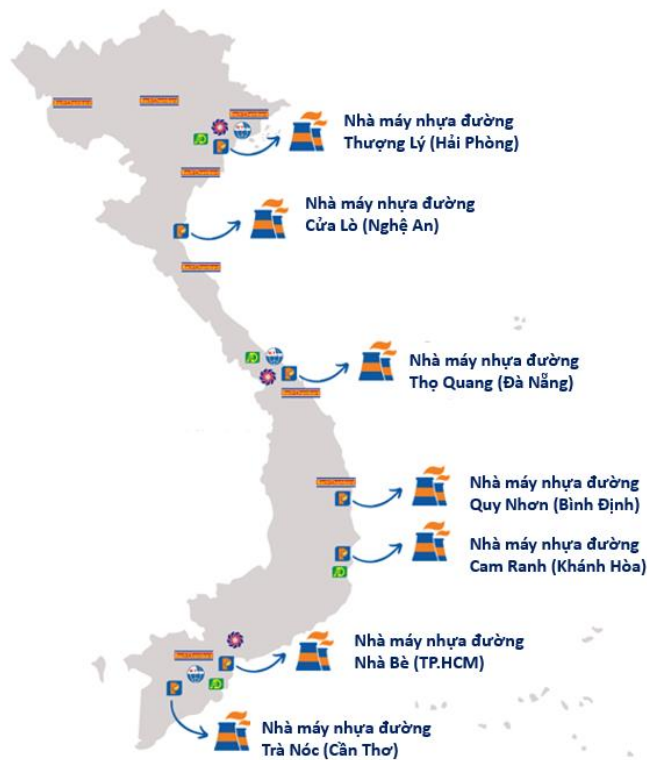 Nhà máy nhựa đường
Thượng Lý (Hải Phòng)
Nhà máy nhựa đường
Cửa Lò (Nghệ An)
Nhà máy nhựa đường
Thọ Quang (Đà Nẵng)
Nhà máy nhựa đường
Quy Nhơn (Bình Định)
Nhà máy nhựa đường
Cam Ranh (Khánh Hòa)
Nhà máy nhựa đường
Nhà Bè (TP.HCM)
Nhà máy nhựa đường
Trà Nóc (Cần Thơ)